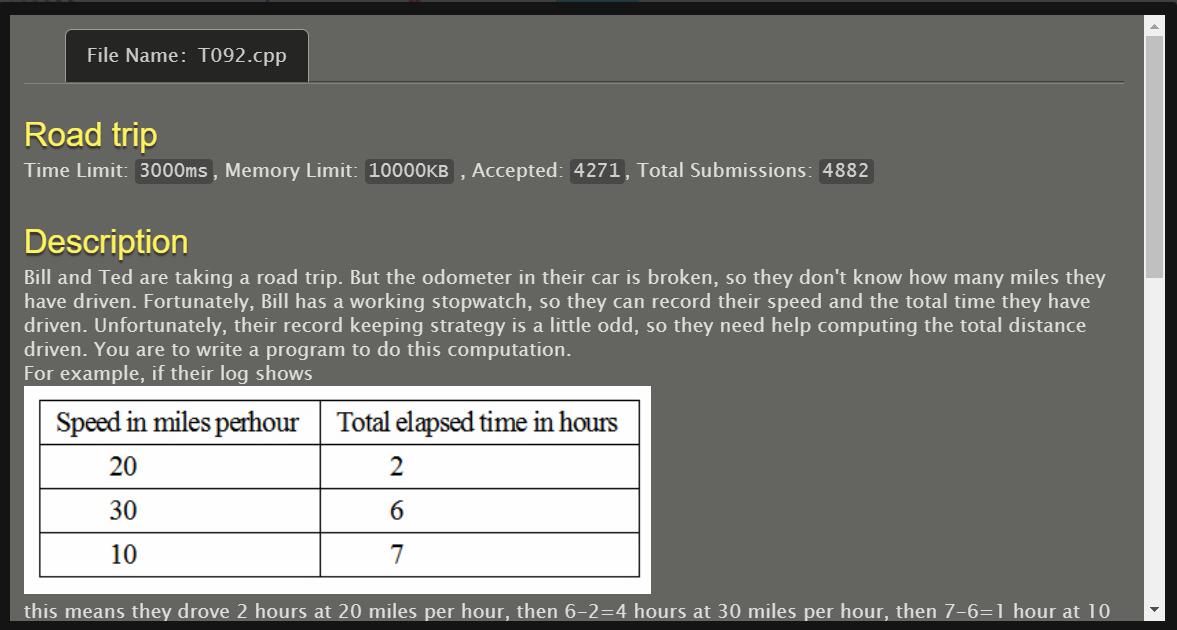 File Name: T092.cpp
Road trip
Time Limit: 3000ms, Memory Limit: 10000KB , Accepted: 4271, Total Submissions: 4882
Description
Bill and Ted are taking a road trip. But the odometer in their car is broken, so they don't know how many miles they
have driven. Fortunately, Bill has a working stopwatch, so they can record their speed and the total time they have
driven. Unfortunately, their record keeping strategy is a little odd, so they need help computing the total distance
driven. You are to write a program to do this computation.
For example, if their log shows
Speed in miles perhour Total elapsed time in hours
20 2
30 6
10 7
this means they drove 2 hours at 20 miles per hour, then 6-2=4 hours at 30 miles per hour, then 7-6=1 hour at 10